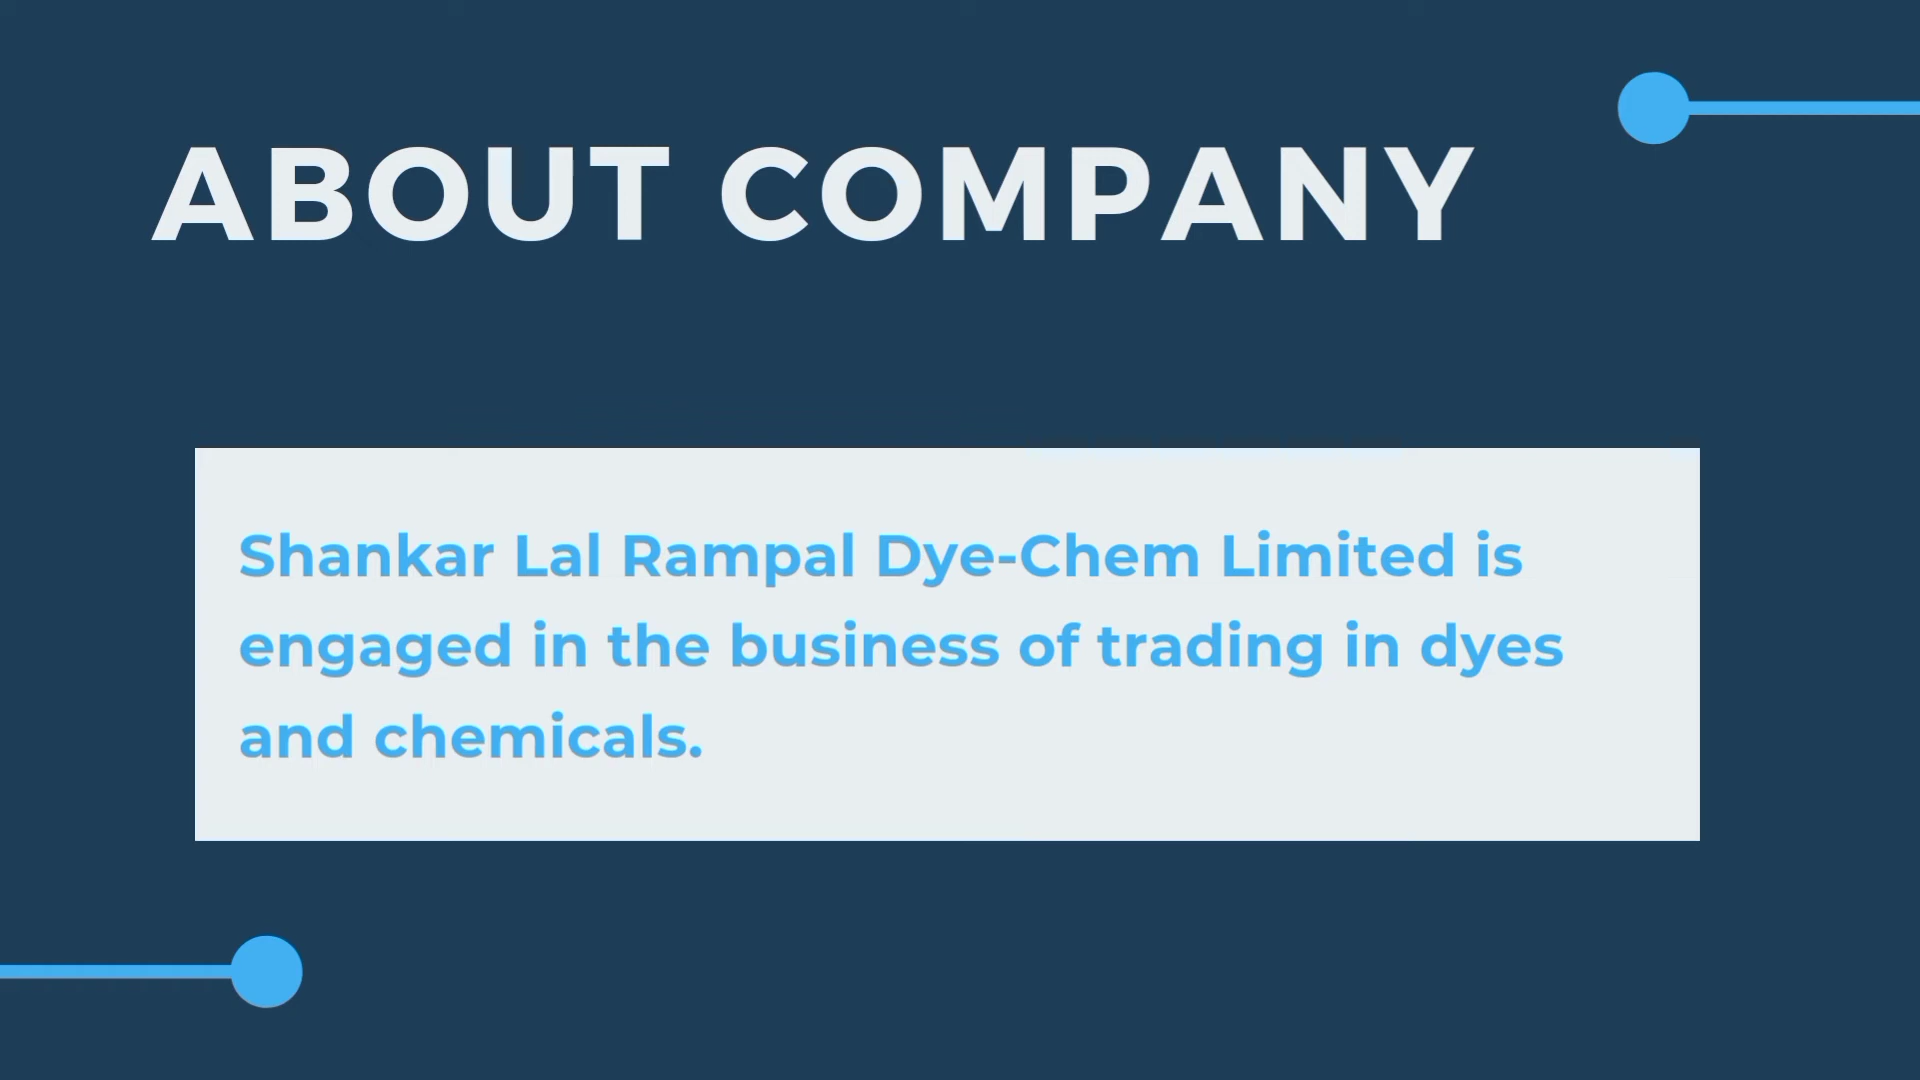 ABOUT COMPANY
Shankar Lal Rampal Dye-Chem Limited is
engaged in the business of trading in dyes
and chemicals.